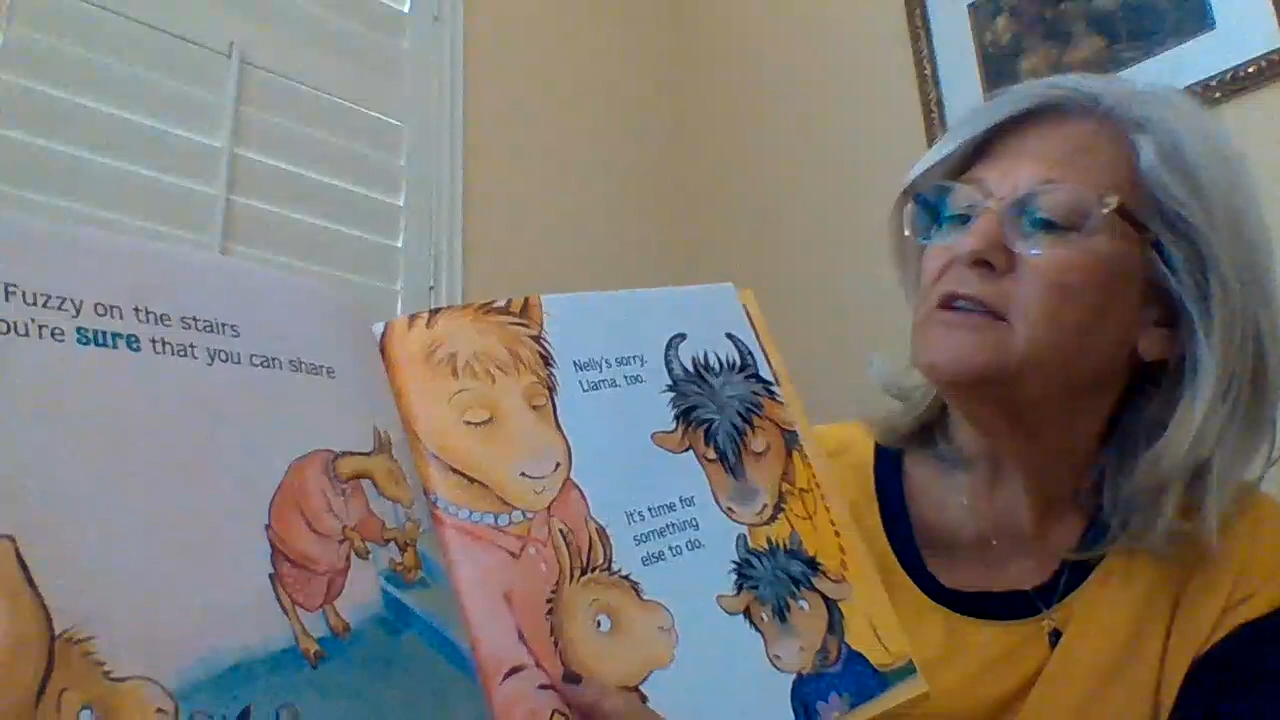 Fuzzy on the stairs
ou're sure that you can share
Nelly's sorry.
Llama, too.
It's time for
something
else to do.